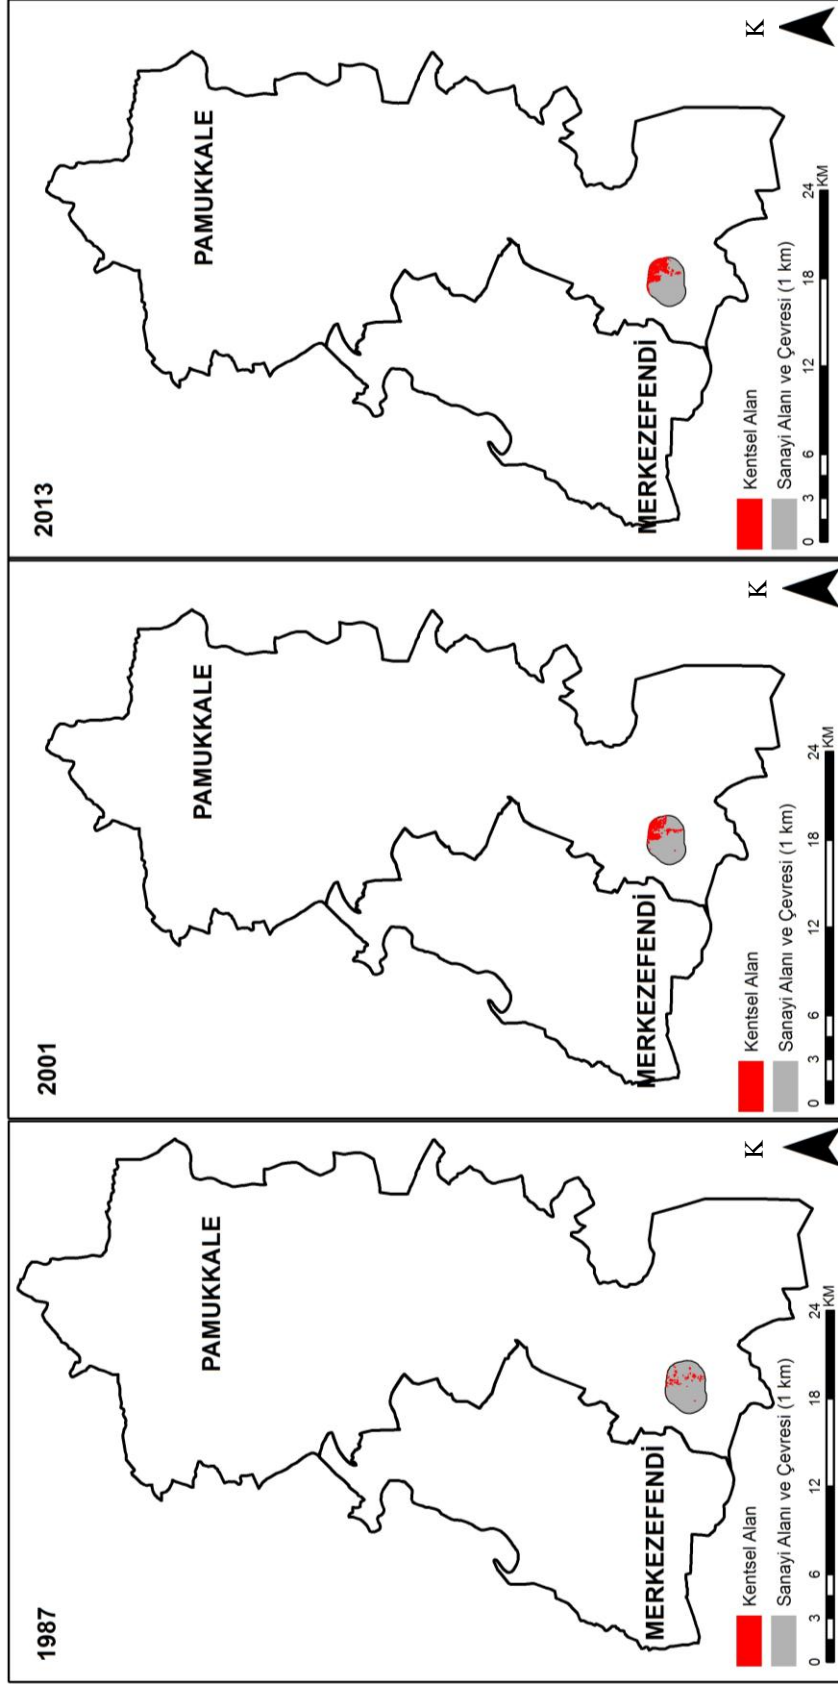 1987
PAMUKKALE
MERKEZEFENDİ
Kentsel Alan
Sanayi Alanı ve Çevresi (1 km)
0 3 6 12 18 24
KM
K
2001
PAMUKKALE
MERKEZEFENDİ
Kentsel Alan
Sanayi Alanı ve Çevresi (1 km)
0 3 6 12 18 24
KM
K
2013
PAMUKKALE
MERKEZEFENDİ
Kentsel Alan
Sanayi Alanı ve Çevresi (1 km)
0 3 6 12 18 24
KM
K